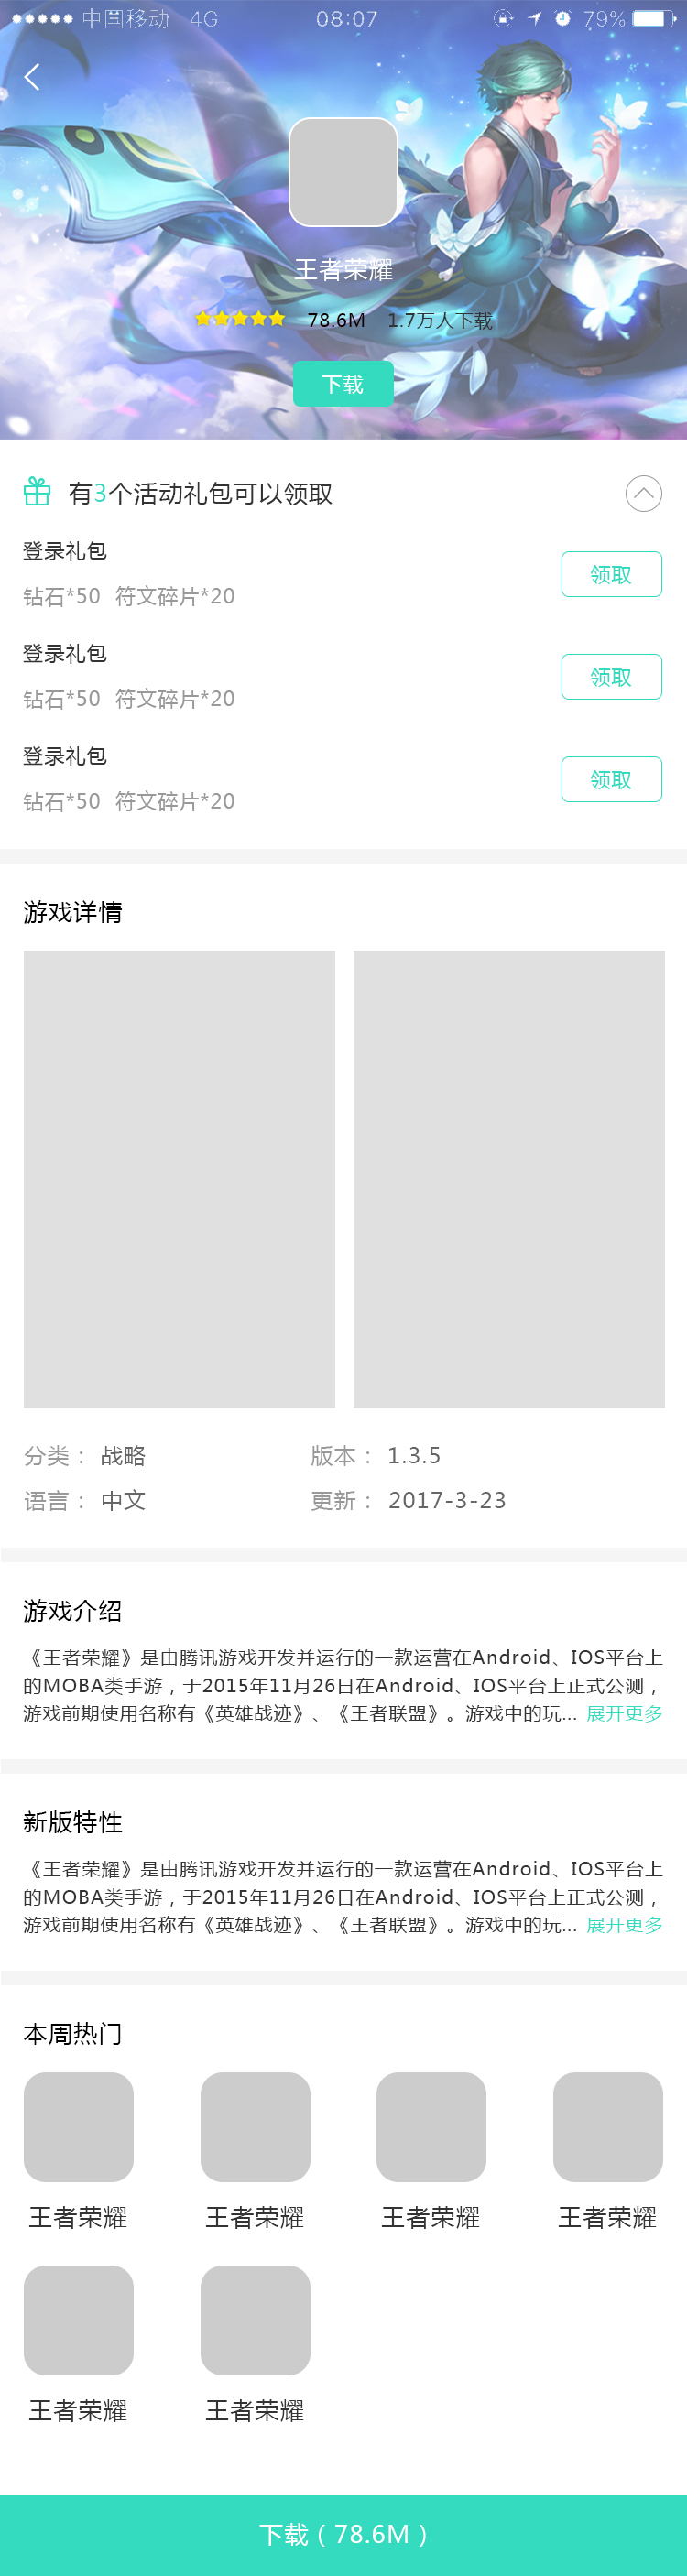 中国移动 4G 08:07 79%
王者荣耀
78.6M 1.7万人下载
下载
有3个活动礼包可以领取
登录礼包
钻石*50 符文碎片*20
领取
登录礼包
钻石*50 符文碎片*20
领取
登录礼包
钻石*50 符文碎片*20
领取
游戏详情
分类： 战略 版本： 1.3.5
语言： 中文 更新： 2017-3-23
游戏介绍
《王者荣耀》是由腾讯游戏开发并运行的一款运营在Android、IOS平台上
的MOBA类手游，于2015年11月26日在Android、IOS平台上正式公测，
游戏前期使用名称有《英雄战迹》、《王者联盟》。游戏中的玩... 展开更多
新版特性
《王者荣耀》是由腾讯游戏开发并运行的一款运营在Android、IOS平台上
的MOBA类手游，于2015年11月26日在Android、IOS平台上正式公测，
游戏前期使用名称有《英雄战迹》、《王者联盟》。游戏中的玩... 展开更多
本周热门
王者荣耀 王者荣耀 王者荣耀 王者荣耀
王者荣耀 王者荣耀
下载（78.6M）